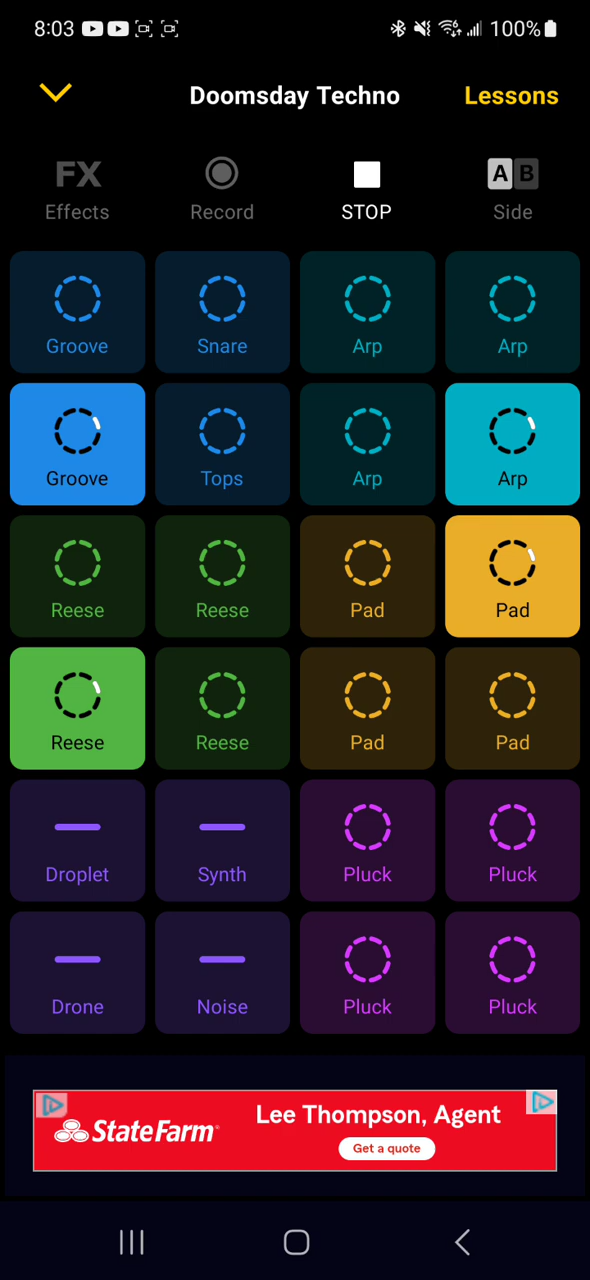 8:03 100%
Doomsday Techno Lessons
FX A B
Effects Record STOP Side
Groove Snare Arp Arp
Groove Tops Arp Arp
Reese Reese Pad Pad
Reese Reese Pad Pad
Droplet Synth Pluck Pluck
Drone Noise Pluck Pluck
StateFarm Lee Thompson, Agent
Get a quote